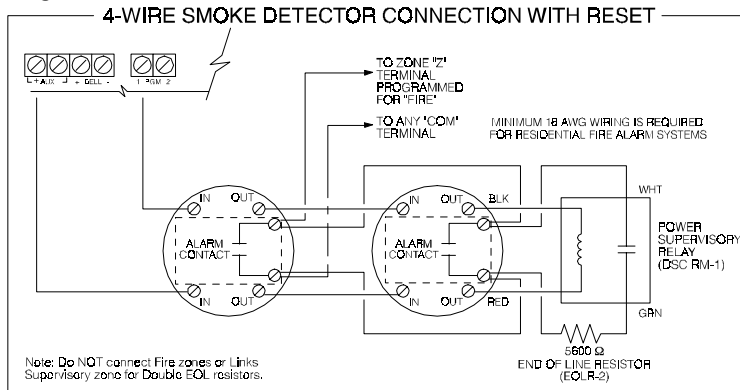 4-WIRE SMOKE DETECTOR CONNECTION WITH RESET
+ AUX - + BELL -
1 PGM 2
TO ZONE "Z"
TERMINAL
PROGRAMMED
FOR "FIRE"
TO ANY "COM"
TERMINAL
MINIMUM 18 AWG WIRING IS REQUIRED
FOR RESIDENTIAL FIRE ALARM SYSTEMS
IN OUT
ALARM
CONTACT
IN OUT
IN OUT
ALARM
CONTACT
IN OUT
BLK
RED
WHT
POWER
SUPERVISORY
RELAY
(DSC RM-1)
GRN
5600 Ω
END OF LINE RESISTOR
(EOLR-2)
Note: Do NOT connect Fire zones or Links
Supervisory zone for Double EOL resistors.